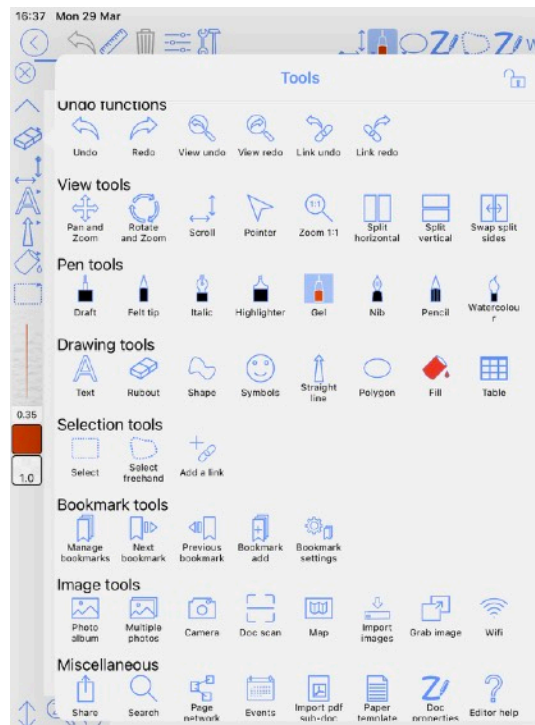 16:37 Mon 29 Mar
Tools
Undo functions
Undo Redo View undo View redo Link undo Link redo
View tools
Pan and Zoom Rotate and Zoom Scroll Pointer Zoom 1:1 Split horizontal Split vertical Swap split sides
1:1
Pen tools
Draft Felt tip Italic Highlighter Gel Nib Pencil Watercolour
Drawing tools
Text Rubout Shape Symbols Straight line Polygon Fill Table
0.35
Selection tools
Select Select freehand Add a link
1.0
Bookmark tools
Manage bookmarks Next bookmark Previous bookmark Bookmark add Bookmark settings
Image tools
Photo album Multiple photos Camera Doc scan Map Import images Grab image Wifi
Miscellaneous
Share Search Page network Events Import pdf sub-doc Paper template Doc properties Editor help